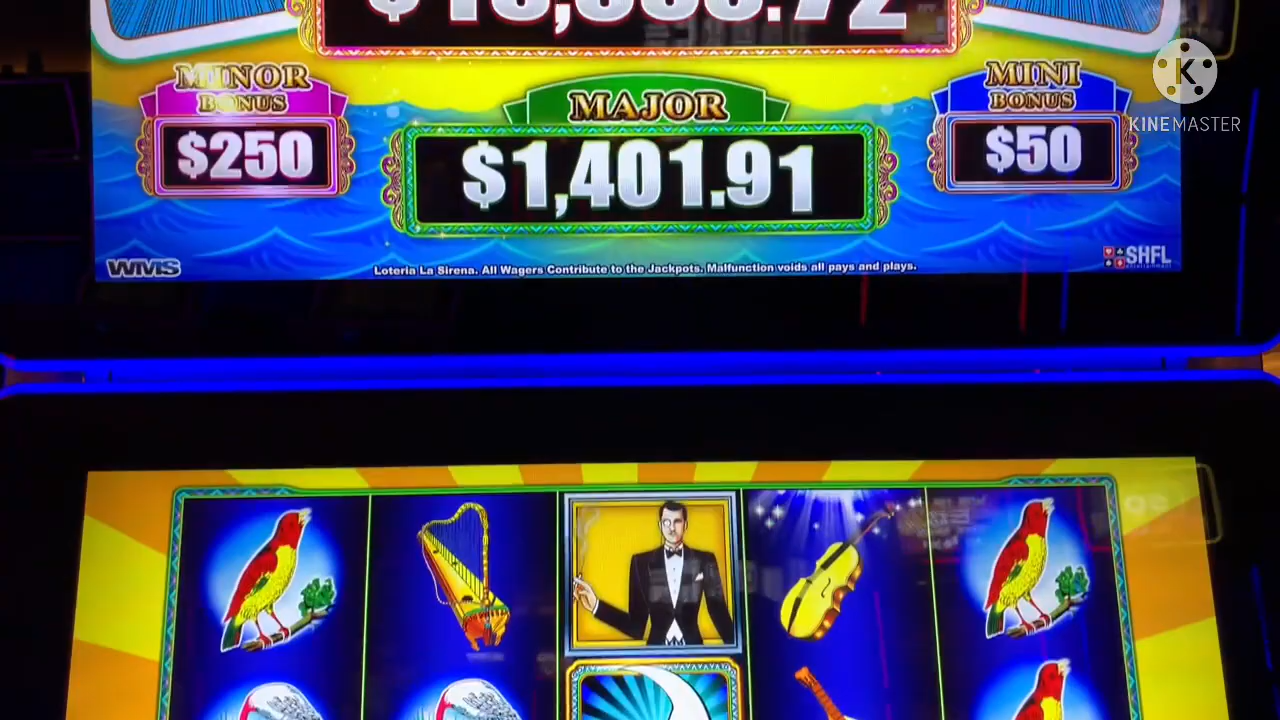 MINOR
BONUS
$250
MAJOR
$1,401.91
MINI
BONUS
$50
K
KINEMASTER
WMS
Loteria La Sirena. All Wagers Contribute to the Jackpots. Malfunction voids all pays and plays.
SHFL
entertainment